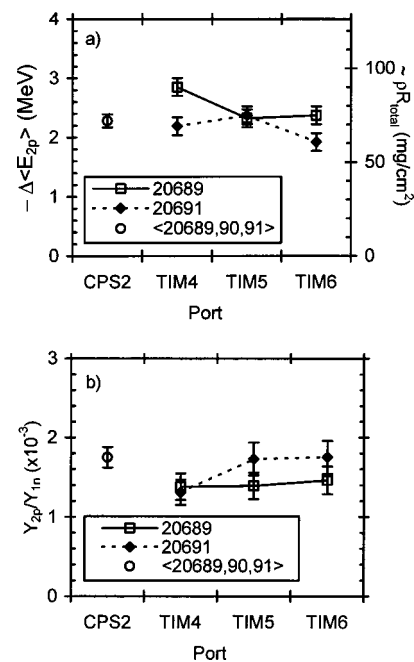 a)
4
3
2
1
0
− Δ<E2p> (MeV)
100
50
0
~ ρRtotal (mg/cm²)
20689
20691
<20689,90,91>
CPS2 TIM4 TIM5 TIM6
Port
b)
3
2
1
0
Y2p/Y1n (x10⁻³)
20689
20691
<20689,90,91>
CPS2 TIM4 TIM5 TIM6
Port